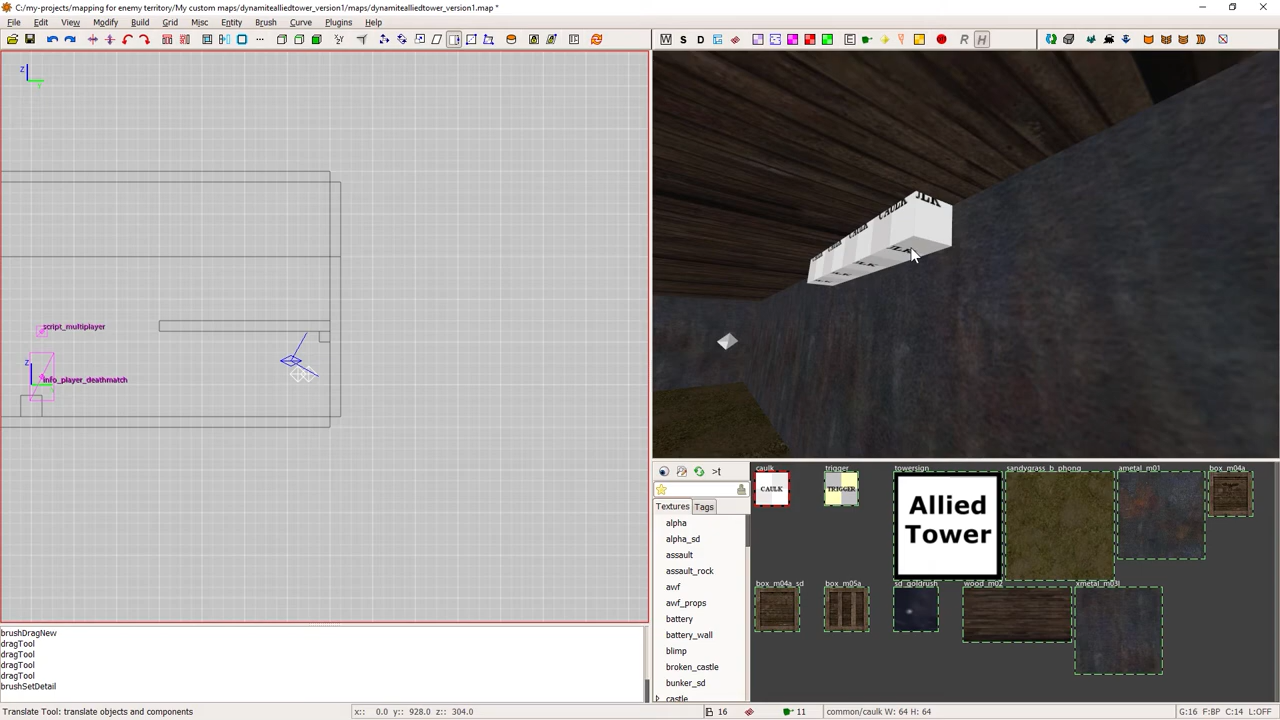 C:/my-projects/mapping for enemy territory/My custom maps/dynamitealliedtower_version1/maps/dynamitealliedtower_version1.map *
File Edit View Modify Build Grid Misc Entity Brush Curve Plugins Help
W S D E R H
Z
Y
script_multiplayer
Z
info_player_deathmatch
CAULK
>t
Textures Tags
alpha
alpha_sd
assault
assault_rock
awf
awf_props
battery
battery_wall
blimp
broken_castle
bunker_sd
castle
caulk trigger towersign sandygrass_b_phong ametal_m01 box_m04a
CAULK TRIGGER
Allied
Tower
box_m04a_sd box_m05a sd_goldrush wood_m02 xmetal_m03
brushDragNew
dragTool
dragTool
dragTool
dragTool
brushSetDetail
Translate Tool: translate objects and components
x:: 0.0 y:: 928.0 z:: 304.0
16
11
common/caulk W: 64 H: 64
G:16 F:BP C:14 L:OFF